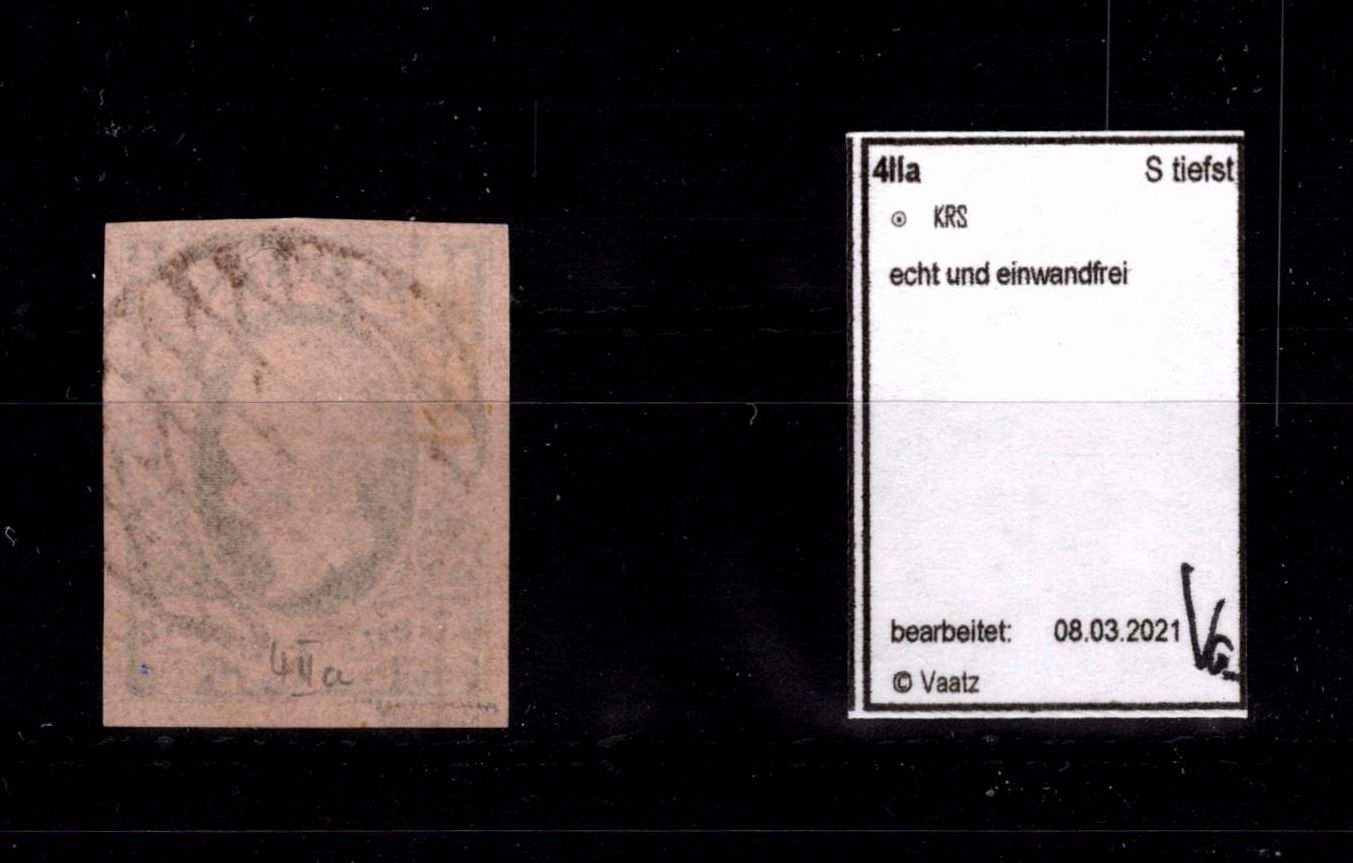 4IIa
4IIa S tiefst
⊙ KRS
echt und einwandfrei
bearbeitet: 08.03.2021
© Vaatz